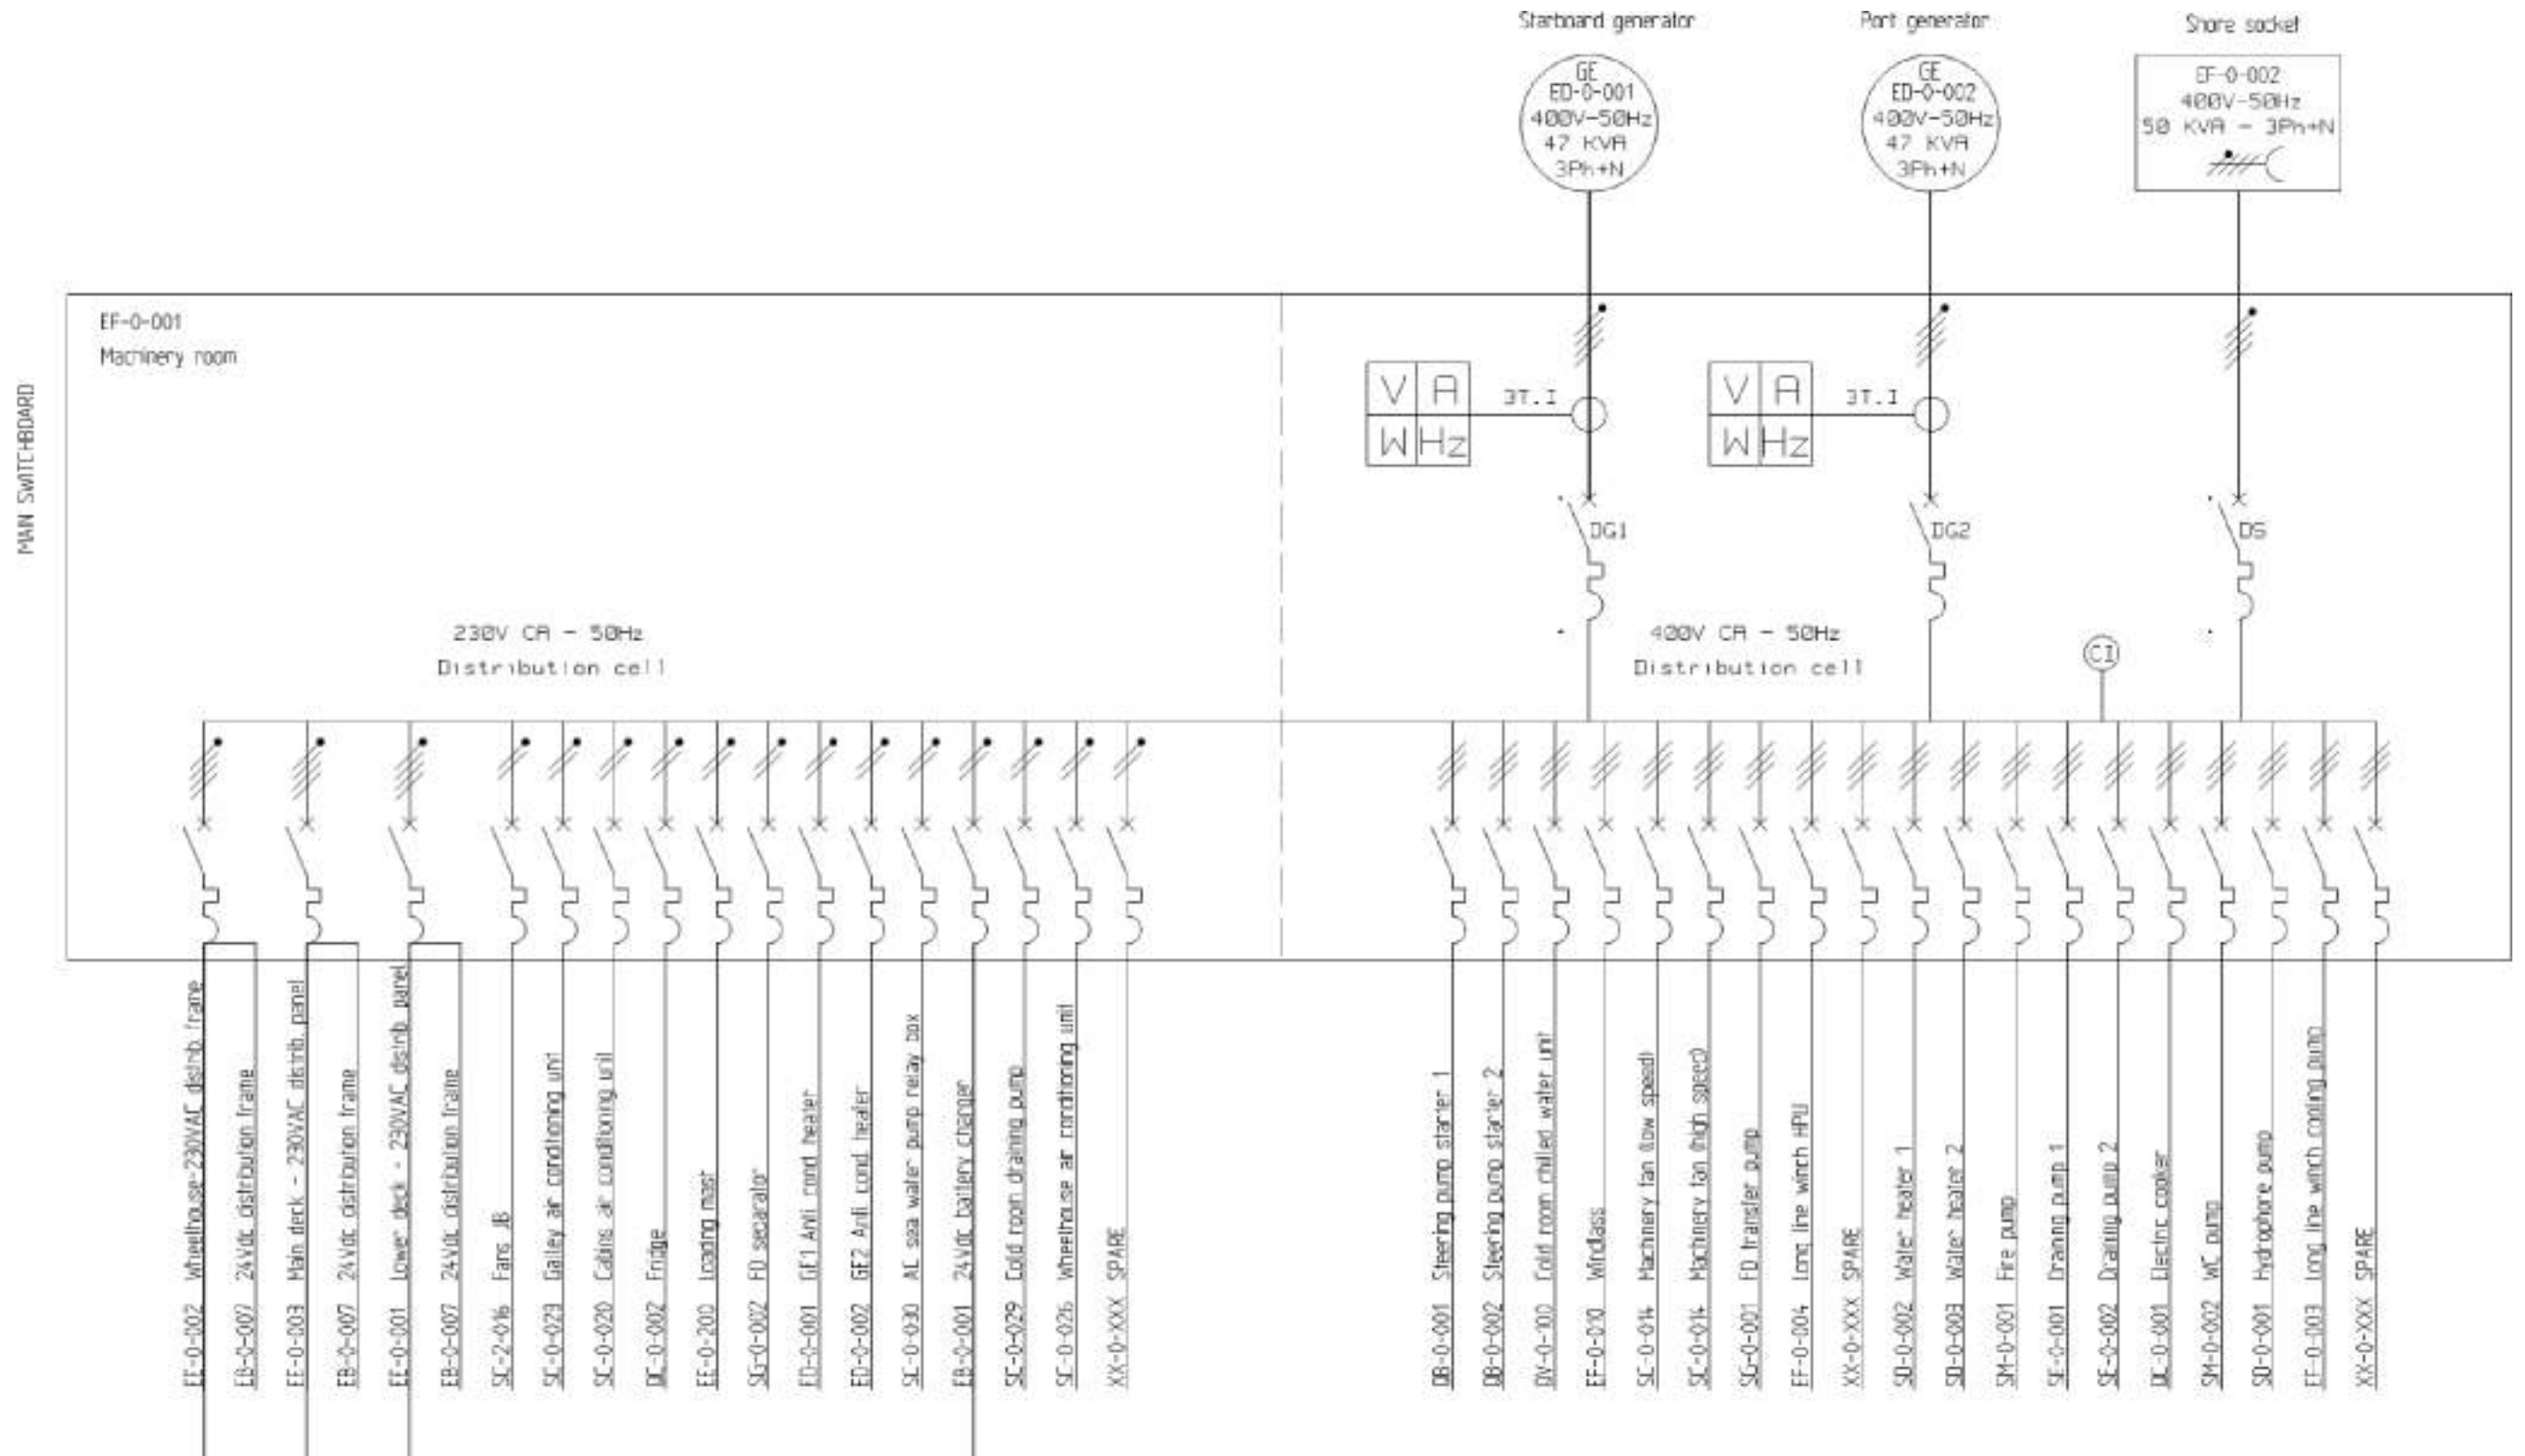 Starboard generator
Port generator
Shore socket
GE
ED-0-001
400V-50Hz
47 KVA
3Ph+N
GE
ED-0-002
400V-50Hz
47 KVA
3Ph+N
EF-0-002
400V-50Hz
50 KVA - 3Ph+N
MAN SWITCHBOARD
EF-0-001
Machinery room
V A
W Hz
3T.I
V A
W Hz
3T.I
DG1
DG2
DS
230V CA - 50Hz
Distribution cell
400V CA - 50Hz
Distribution cell
CI
EE-0-002 Wheelhouse-230VAC distrib. frame
EB-0-007 24Vdc distribution frame
EE-0-003 Main deck - 230VAC distrib. panel
EB-0-007 24Vdc distribution frame
EE-0-001 Lower deck - 230VAC distrib. panel
EB-0-007 24Vdc distribution frame
SC-2-016 Fans JB
SC-0-023 Galley air conditioning unit
SC-0-020 Cabins air conditioning unit
DC-0-002 Fridge
EE-0-200 Loading mast
SG-0-002 FO separator
ED-0-001 GE1 Anti cond heater
ED-0-002 GE2 Anti cond. heater
SC-0-030 AC sea water pump relay box
EB-0-001 24Vdc battery charger
SC-0-029 Cold room draining pump
SC-0-026 Wheelhouse air conditioning unit
XX-0-XXX SPARE
DB-0-001 Steering pump starter 1
DB-0-002 Steering pump starter 2
DV-0-100 Cold room chilled water unit
EF-0-010 Windlass
SC-0-014 Machinery fan (low speed)
SC-0-014 Machinery fan (high speed)
SG-0-001 FO transfer pump
EF-0-004 Long line winch HPU
XX-0-XXX SPARE
SD-0-002 Water heater 1
SD-0-003 Water heater 2
SM-0-001 Fire pump
SE-0-001 Draining pump 1
SE-0-002 Draining pump 2
DC-0-001 Electric cooker
SM-0-002 WC pump
SD-0-001 Hydrophore pump
EF-0-003 Long line winch cooling pump
XX-0-XXX SPARE